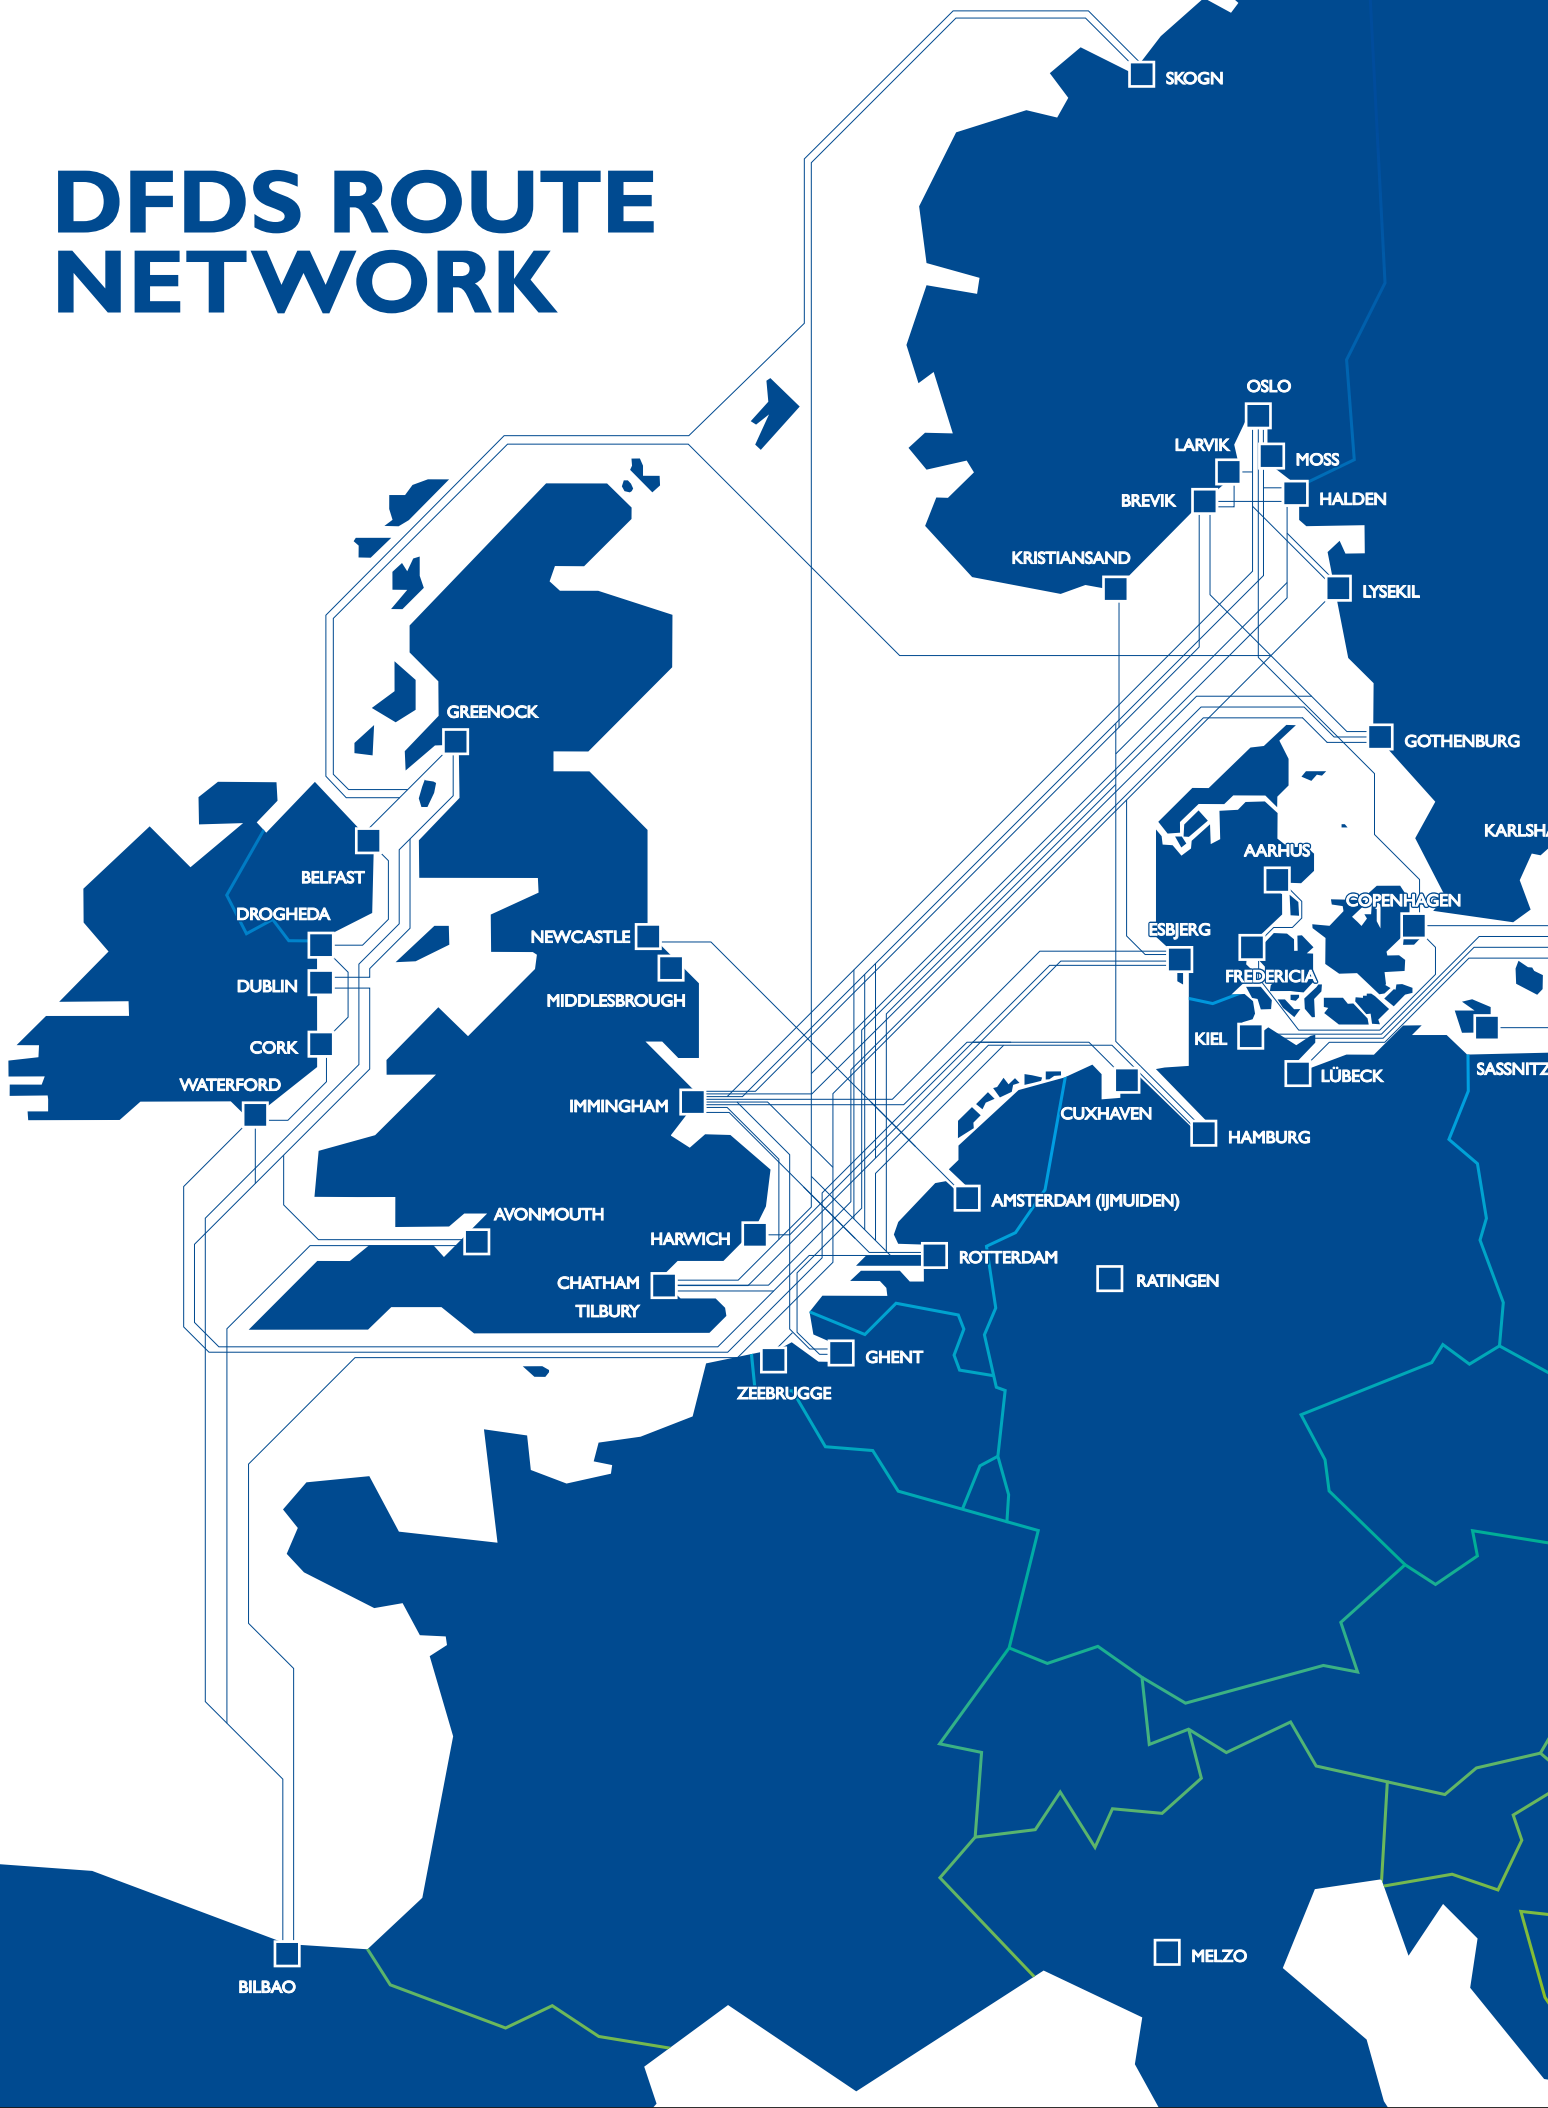 DFDS ROUTE
NETWORK
SKOGN
OSLO
LARVIK
MOSS
BREVIK
HALDEN
KRISTIANSAND
LYSEKIL
GREENOCK
GOTHENBURG
KARLSHA
AARHUS
BELFAST
COPENHAGEN
DROGHEDA
ESBJERG
NEWCASTLE
FREDERICIA
DUBLIN
MIDDLESBROUGH
KIEL
CORK
SASSNITZ
LÜBECK
WATERFORD
IMMINGHAM
CUXHAVEN
HAMBURG
AMSTERDAM (IJMUIDEN)
AVONMOUTH
HARWICH
ROTTERDAM
CHATHAM
RATINGEN
TILBURY
GHENT
ZEEBRUGGE
MELZO
BILBAO